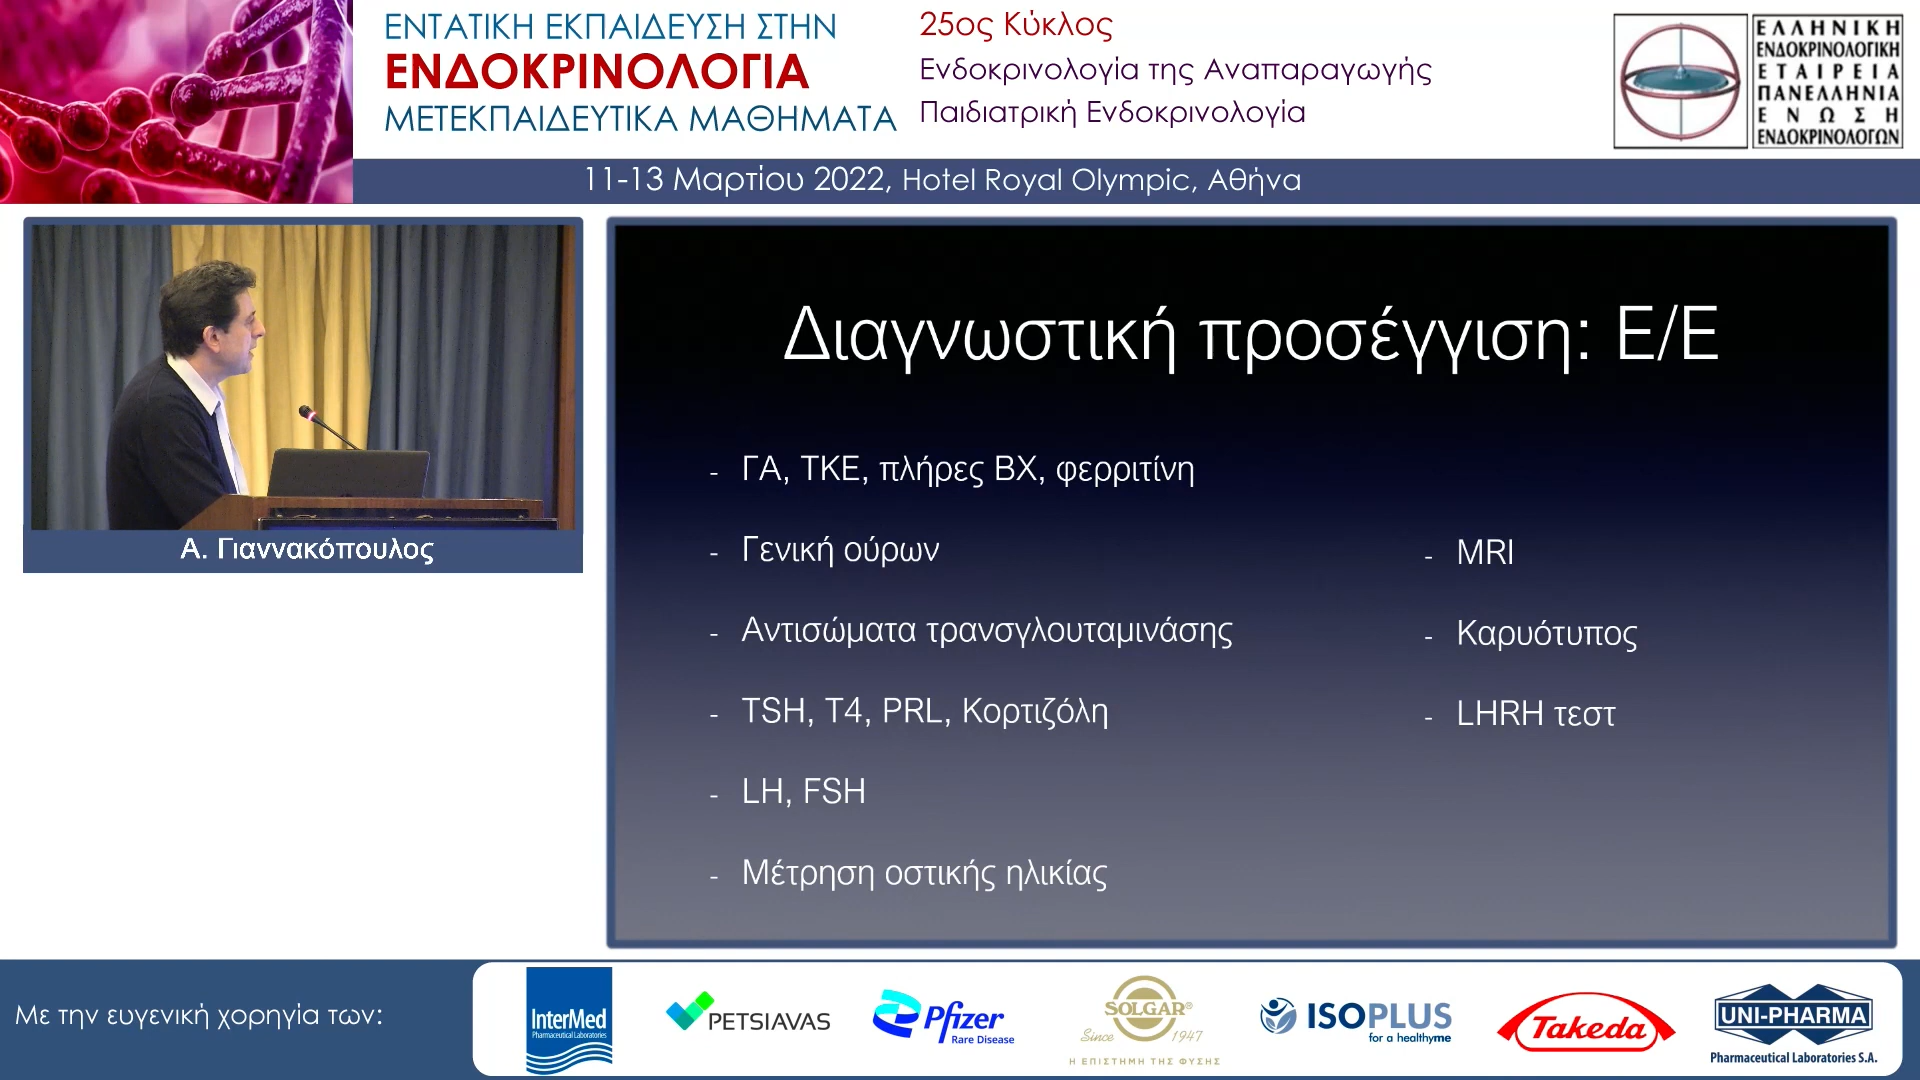 ΕΝΤΑΤΙΚΗ ΕΚΠΑΙΔΕΥΣΗ ΣΤΗΝ
ΕΝΔΟΚΡΙΝΟΛΟΓΙΑ
ΜΕΤΕΚΠΑΙΔΕΥΤΙΚΑ ΜΑΘΗΜΑΤΑ
25ος Κύκλος
Ενδοκρινολογία της Αναπαραγωγής
Παιδιατρική Ενδοκρινολογία
ΕΛΛΗΝΙΚΗ
ΕΝΔΟΚΡΙΝΟΛΟΓΙΚΗ
ΕΤΑΙΡΕΙΑ
ΠΑΝΕΛΛΗΝΙΑ
ΕΝΩΣΗ
ΕΝΔΟΚΡΙΝΟΛΟΓΩΝ
11-13 Μαρτίου 2022, Hotel Royal Olympic, Αθήνα
Α. Γιαννακόπουλος
Διαγνωστική προσέγγιση: Ε/Ε
- ΓΑ, ΤΚΕ, πλήρες ΒΧ, φερριτίνη
- Γενική ούρων
- Αντισώματα τρανσγλουταμινάσης
- TSH, T4, PRL, Κορτιζόλη
- LH, FSH
- Μέτρηση οστικής ηλικίας
- MRI
- Καρυότυπος
- LHRH τεστ
Με την ευγενική χορηγία των:
InterMed
Pharmaceutical Laboratories
PETSIAVAS
Pfizer
Rare Disease
SOLGAR®
Since 1947
Η ΕΠΙΣΤΗΜΗ ΤΗΣ ΦΥΣΗΣ
ISOPLUS
for a healthyme
Takeda
UNI-PHARMA
Pharmaceutical Laboratories S.A.